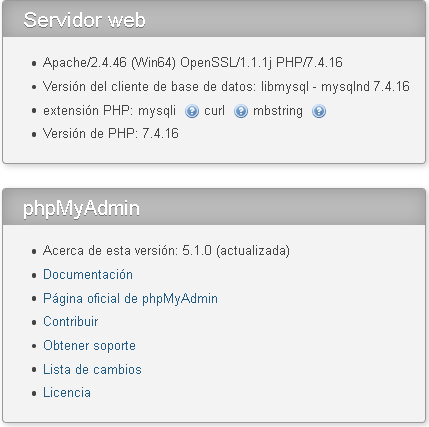 Servidor web
Apache/2.4.46 (Win64) OpenSSL/1.1.1j PHP/7.4.16
Versión del cliente de base de datos: libmysql - mysqlnd 7.4.16
extensión PHP: mysqli ? curl ? mbstring ?
Versión de PHP: 7.4.16
phpMyAdmin
Acerca de esta versión: 5.1.0 (actualizada)
Documentación
Página oficial de phpMyAdmin
Contribuir
Obtener soporte
Lista de cambios
Licencia